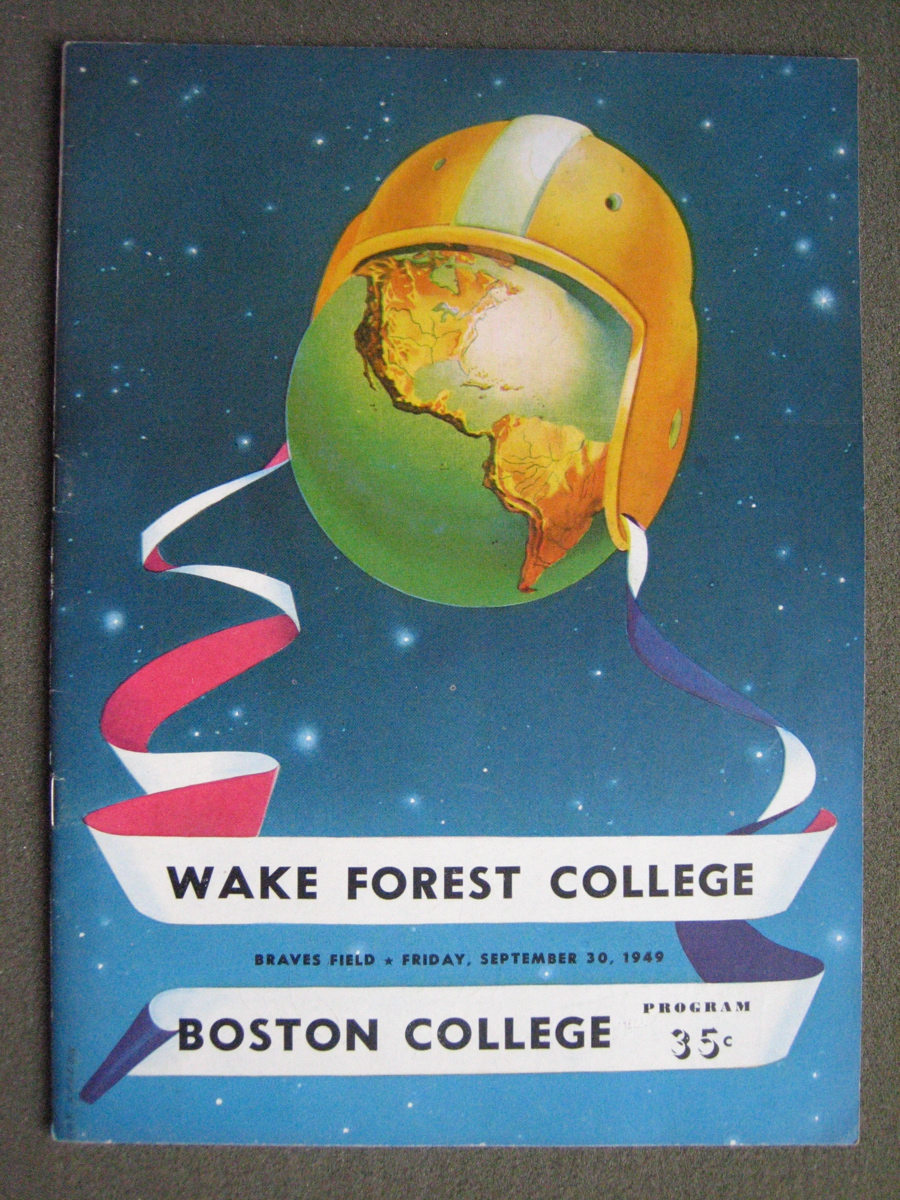 WAKE FOREST COLLEGE
BRAVES FIELD ★ FRIDAY, SEPTEMBER 30, 1949
BOSTON COLLEGE
PROGRAM
35c